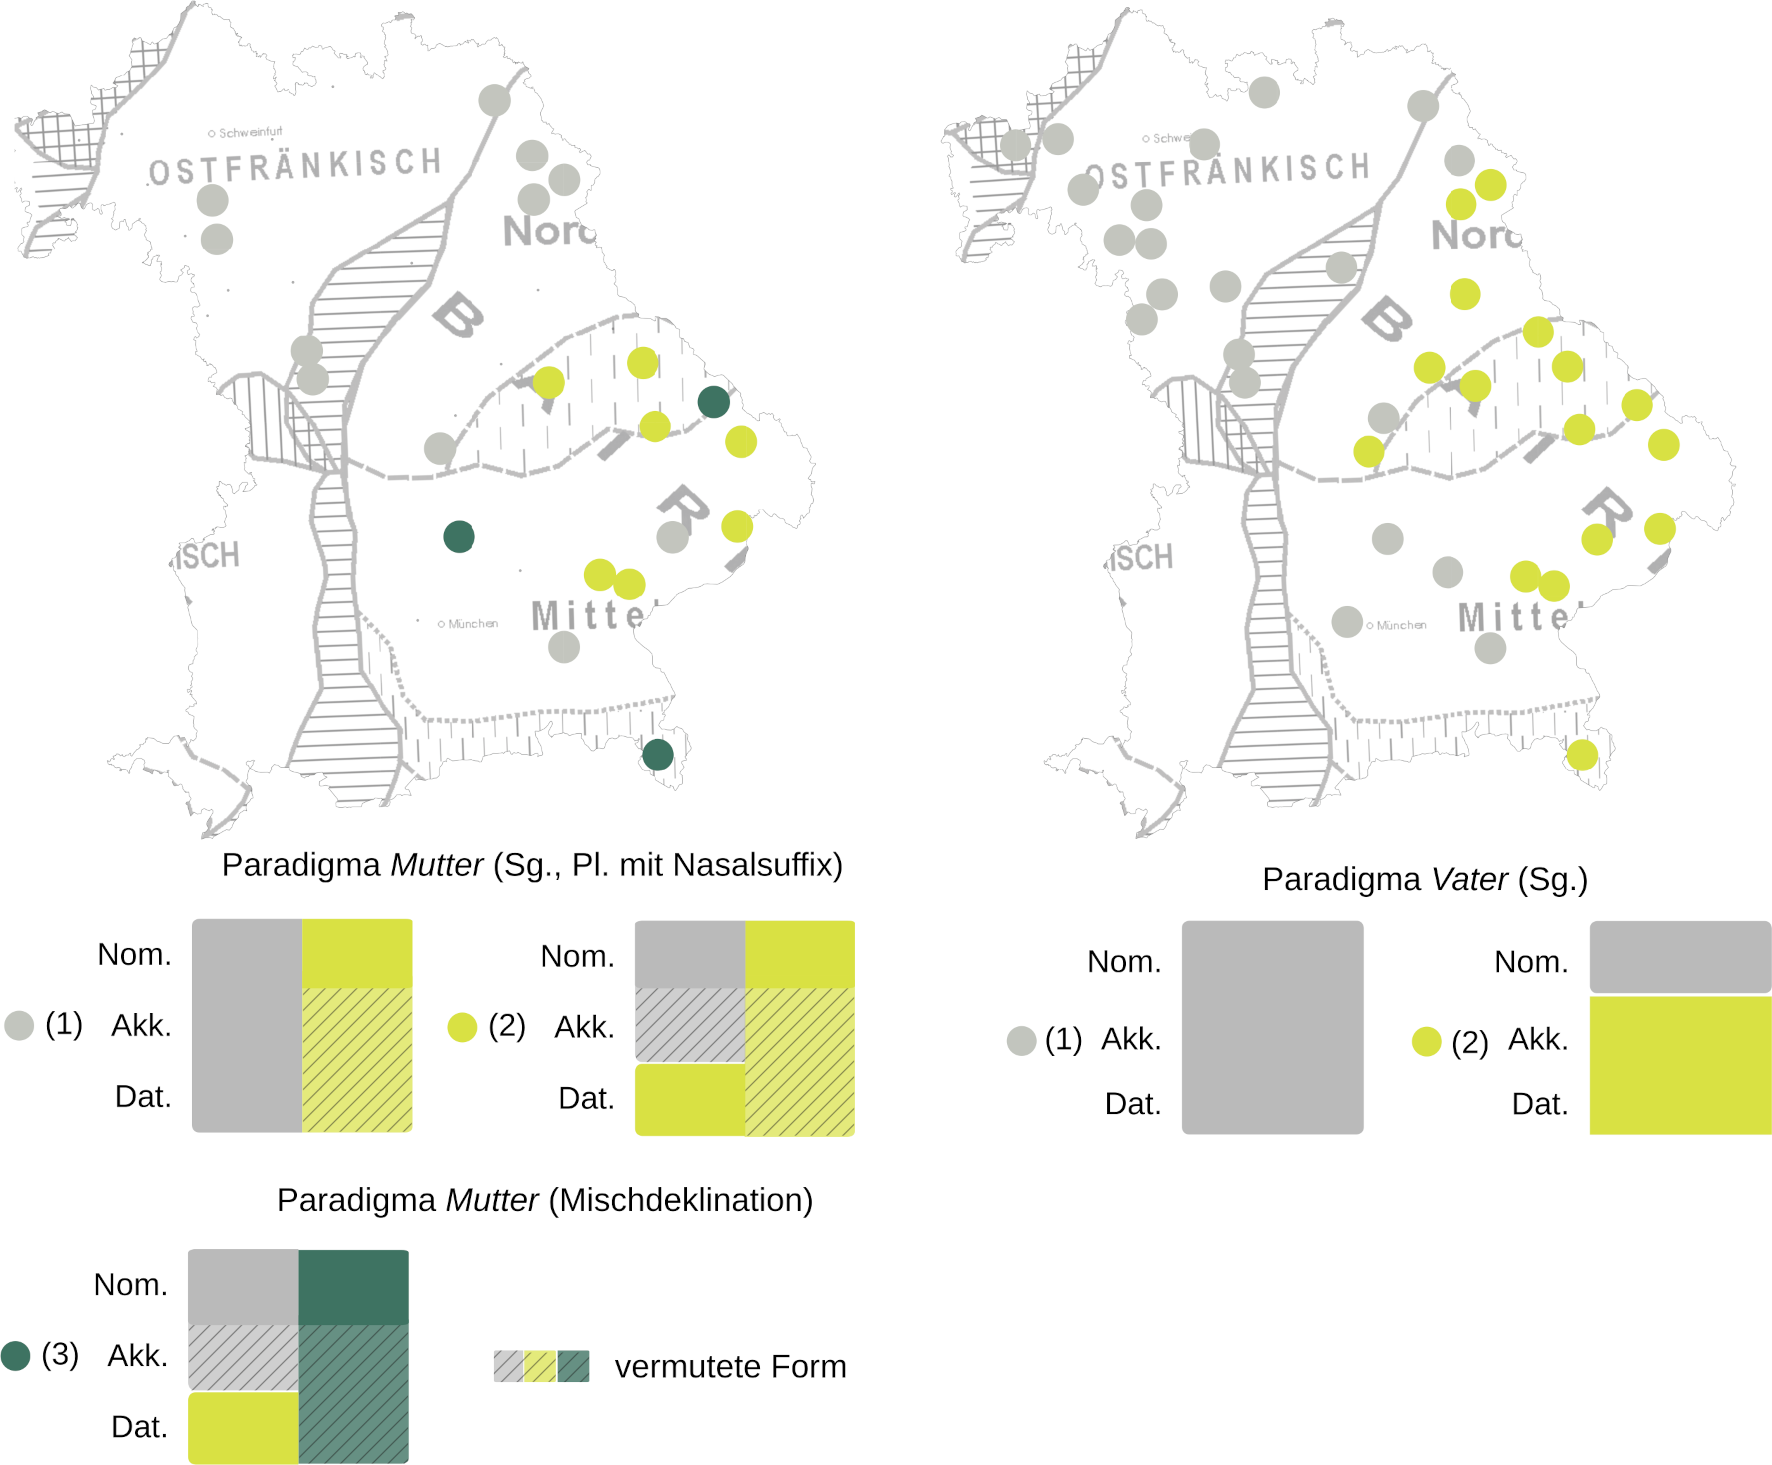 Schweinfurt
OSTFRÄNKISCH
Nord
B
A
I
R
ISCH
München
Mittel
Schwe
OSTFRÄNKISCH
Nord
B
A
I
R
ISCH
München
Mittel
Paradigma Mutter (Sg., Pl. mit Nasalsuffix)
Nom.
(1) Akk.
Dat.
Nom.
(2) Akk.
Dat.
Paradigma Vater (Sg.)
Nom.
(1) Akk.
Dat.
Nom.
(2) Akk.
Dat.
Paradigma Mutter (Mischdeklination)
Nom.
(3) Akk.
Dat.
vermutete Form